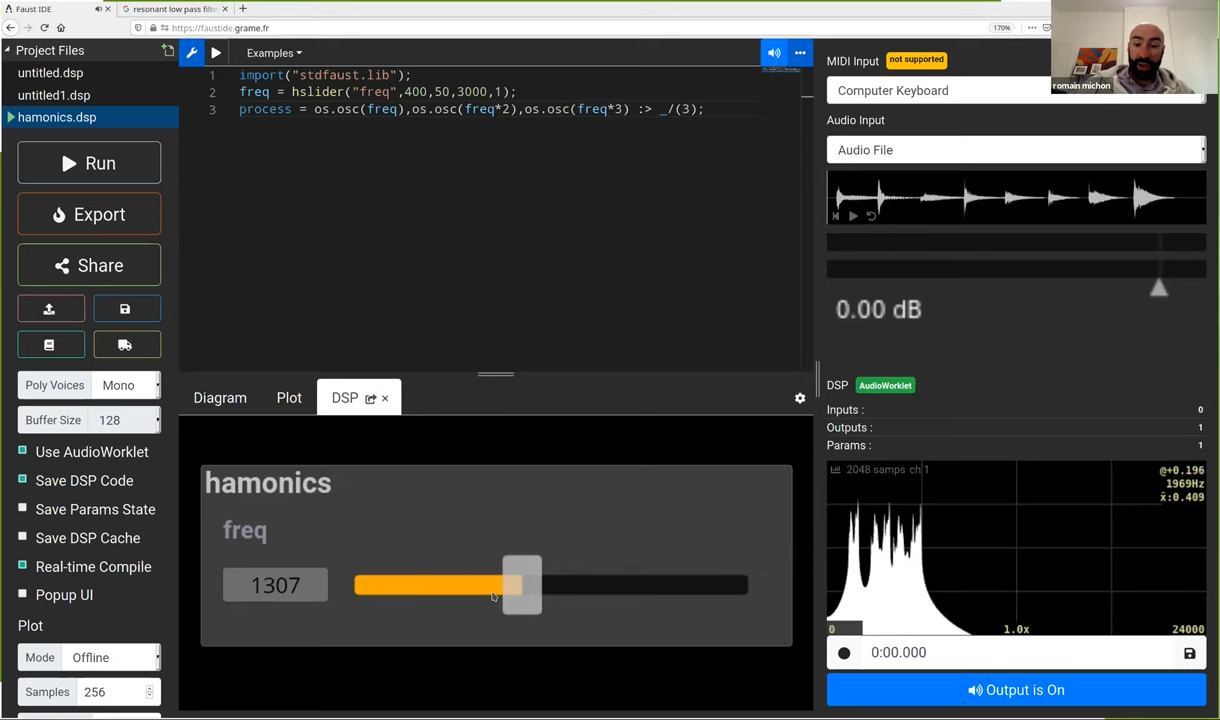 Faust IDE
resonant low pass filte
https://faustide.grame.fr
170%
Project Files
untitled.dsp
untitled1.dsp
hamonics.dsp
Run
Export
Share
Poly Voices Mono
Buffer Size 128
Use AudioWorklet
Save DSP Code
Save Params State
Save DSP Cache
Real-time Compile
Popup UI
Plot
Mode Offline
Samples 256
Examples
1 import("stdfaust.lib");
2 freq = hslider("freq",400,50,3000,1);
3 process = os.osc(freq),os.osc(freq*2),os.osc(freq*3) :> _/(3);
Diagram Plot DSP
hamonics
freq
1307
MIDI Input not supported
Computer Keyboard
romain michon
Audio Input
Audio File
0.00 dB
DSP AudioWorklet
Inputs : 0
Outputs : 1
Params : 1
2048 samps ch 1
@+0.196
1969Hz
x̄:0.409
0 1.0x 24000
0:00.000
Output is On